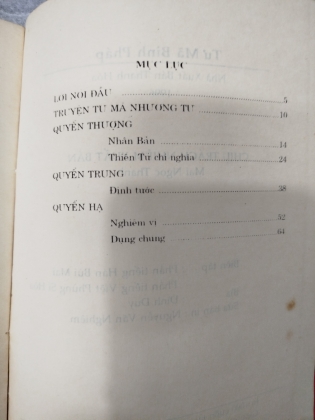 MỤC LỤC
LỜI NÓI ĐẦU 5
TRUYỆN TƯ MÃ NHƯƠNG TƯ 10
QUYỂN THƯỢNG
Nhân Bản 14
Thiên Tử chi nghĩa 24
QUYỂN TRUNG
Định tước 38
QUYỂN HẠ
Nghiêm vị 52
Dụng chung 64